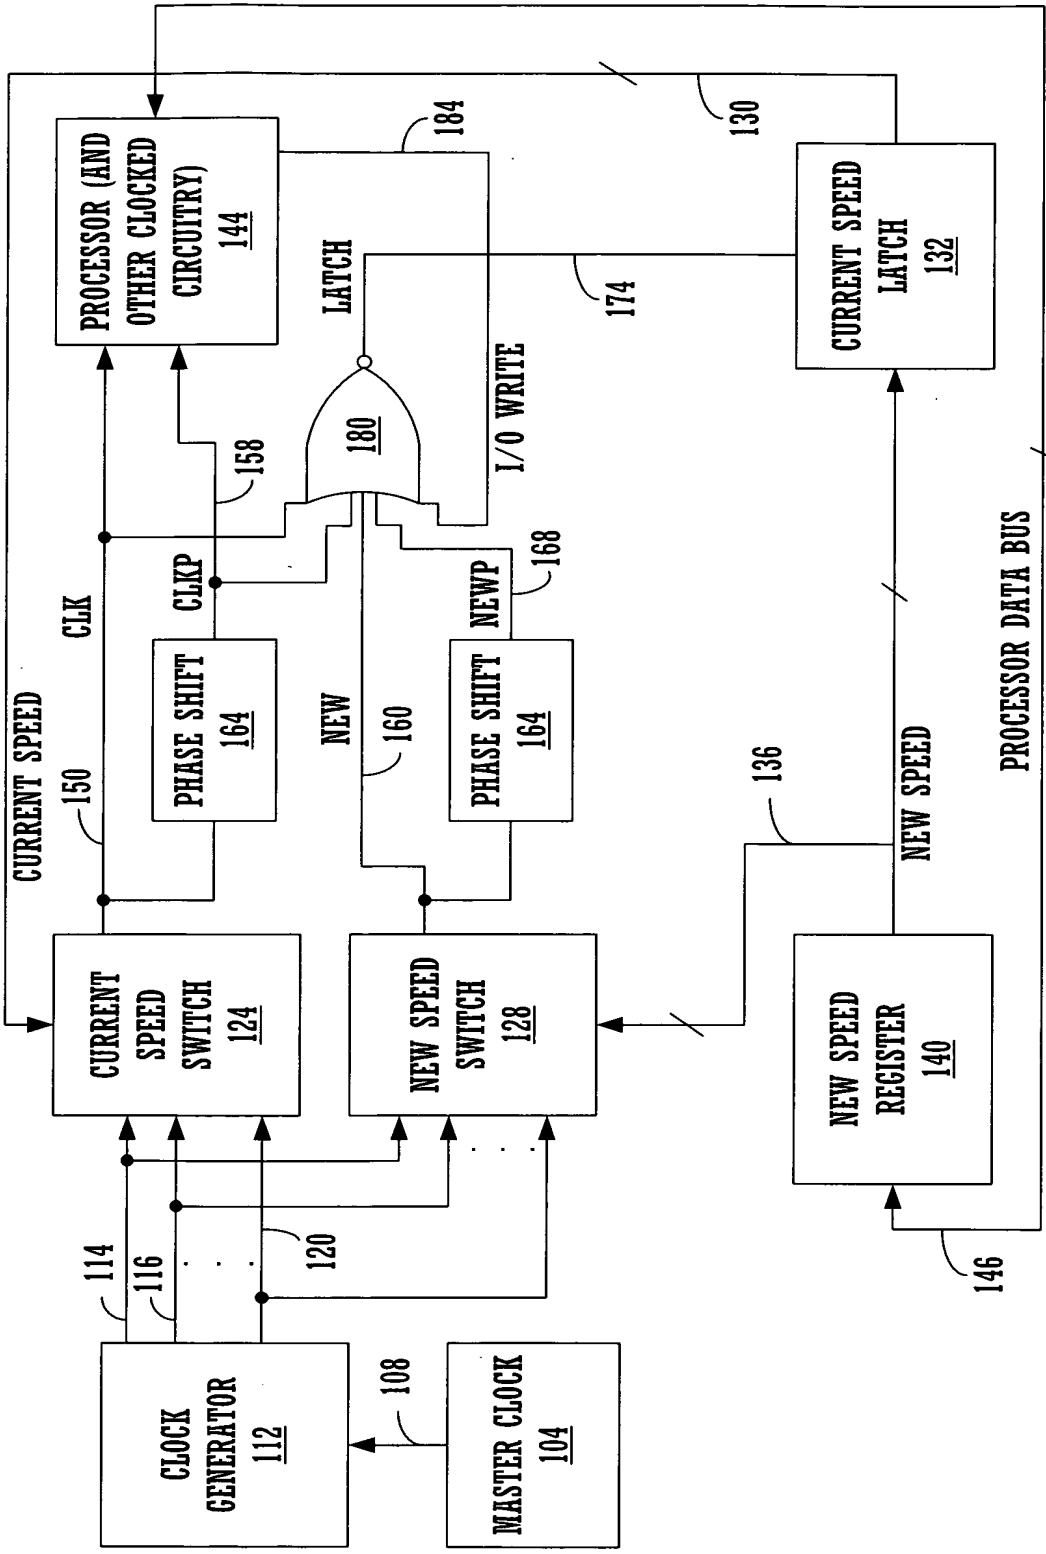 CURRENT SPEED
114
116
120
CLOCK
GENERATOR
112
108
MASTER CLOCK
104
CURRENT
SPEED
SWITCH
124
NEW SPEED
SWITCH
128
150
CLK
PHASE SHIFT
164
CLKP
158
NEW
160
PHASE SHIFT
164
NEWP
168
180
LATCH
I/O WRITE
PROCESSOR (AND
OTHER CLOCKED
CIRCUITRY)
144
184
174
130
CURRENT SPEED
LATCH
132
136
NEW SPEED
NEW SPEED
REGISTER
140
146
PROCESSOR DATA BUS